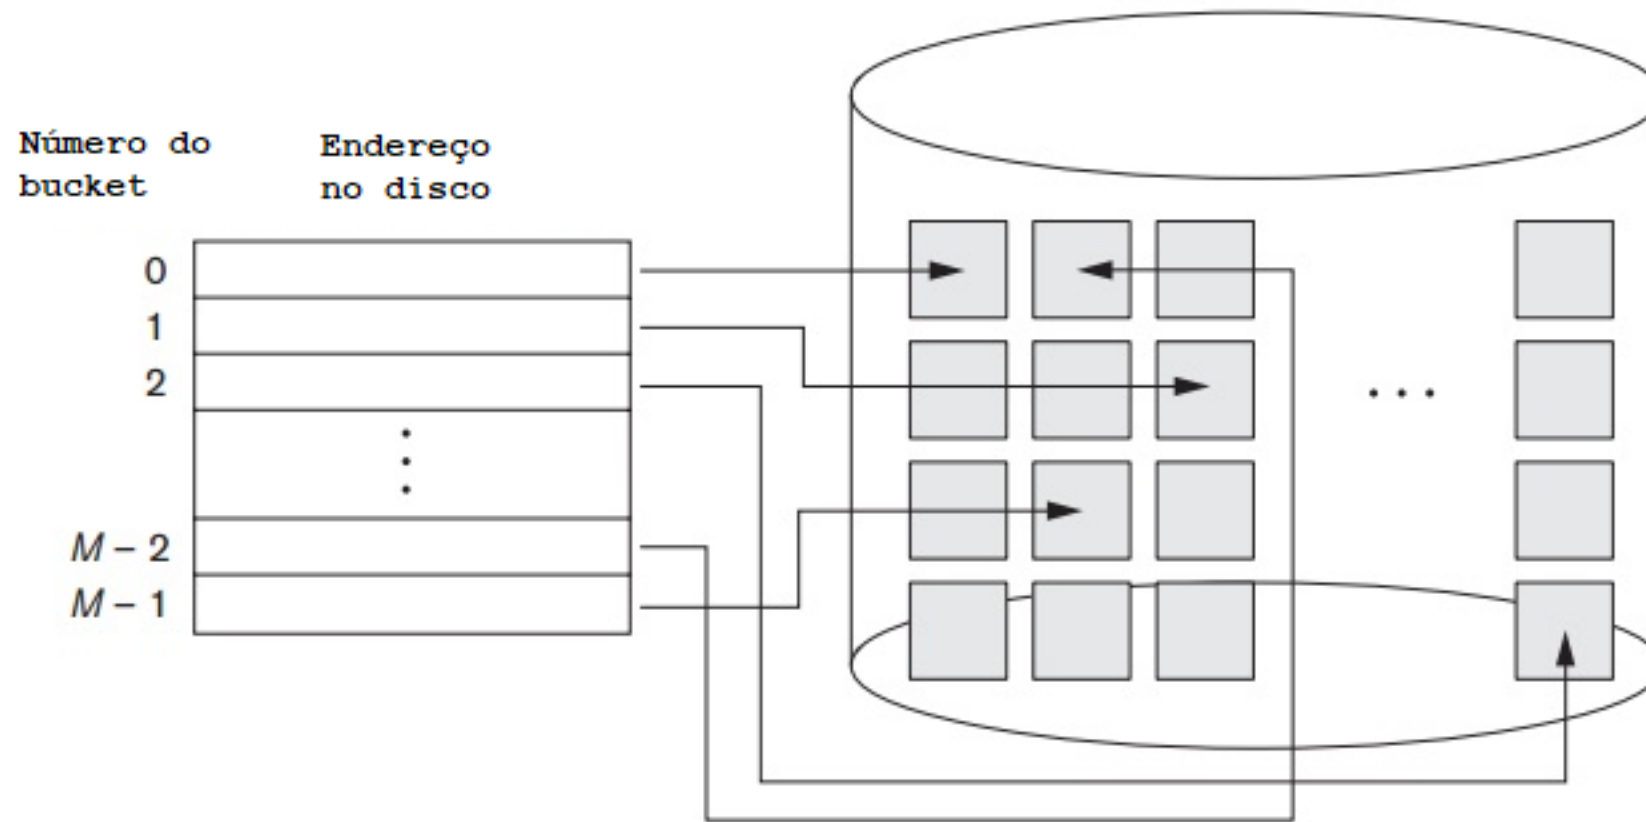 Número do
bucket
Endereço
no disco
0
1
2
M – 2
M – 1